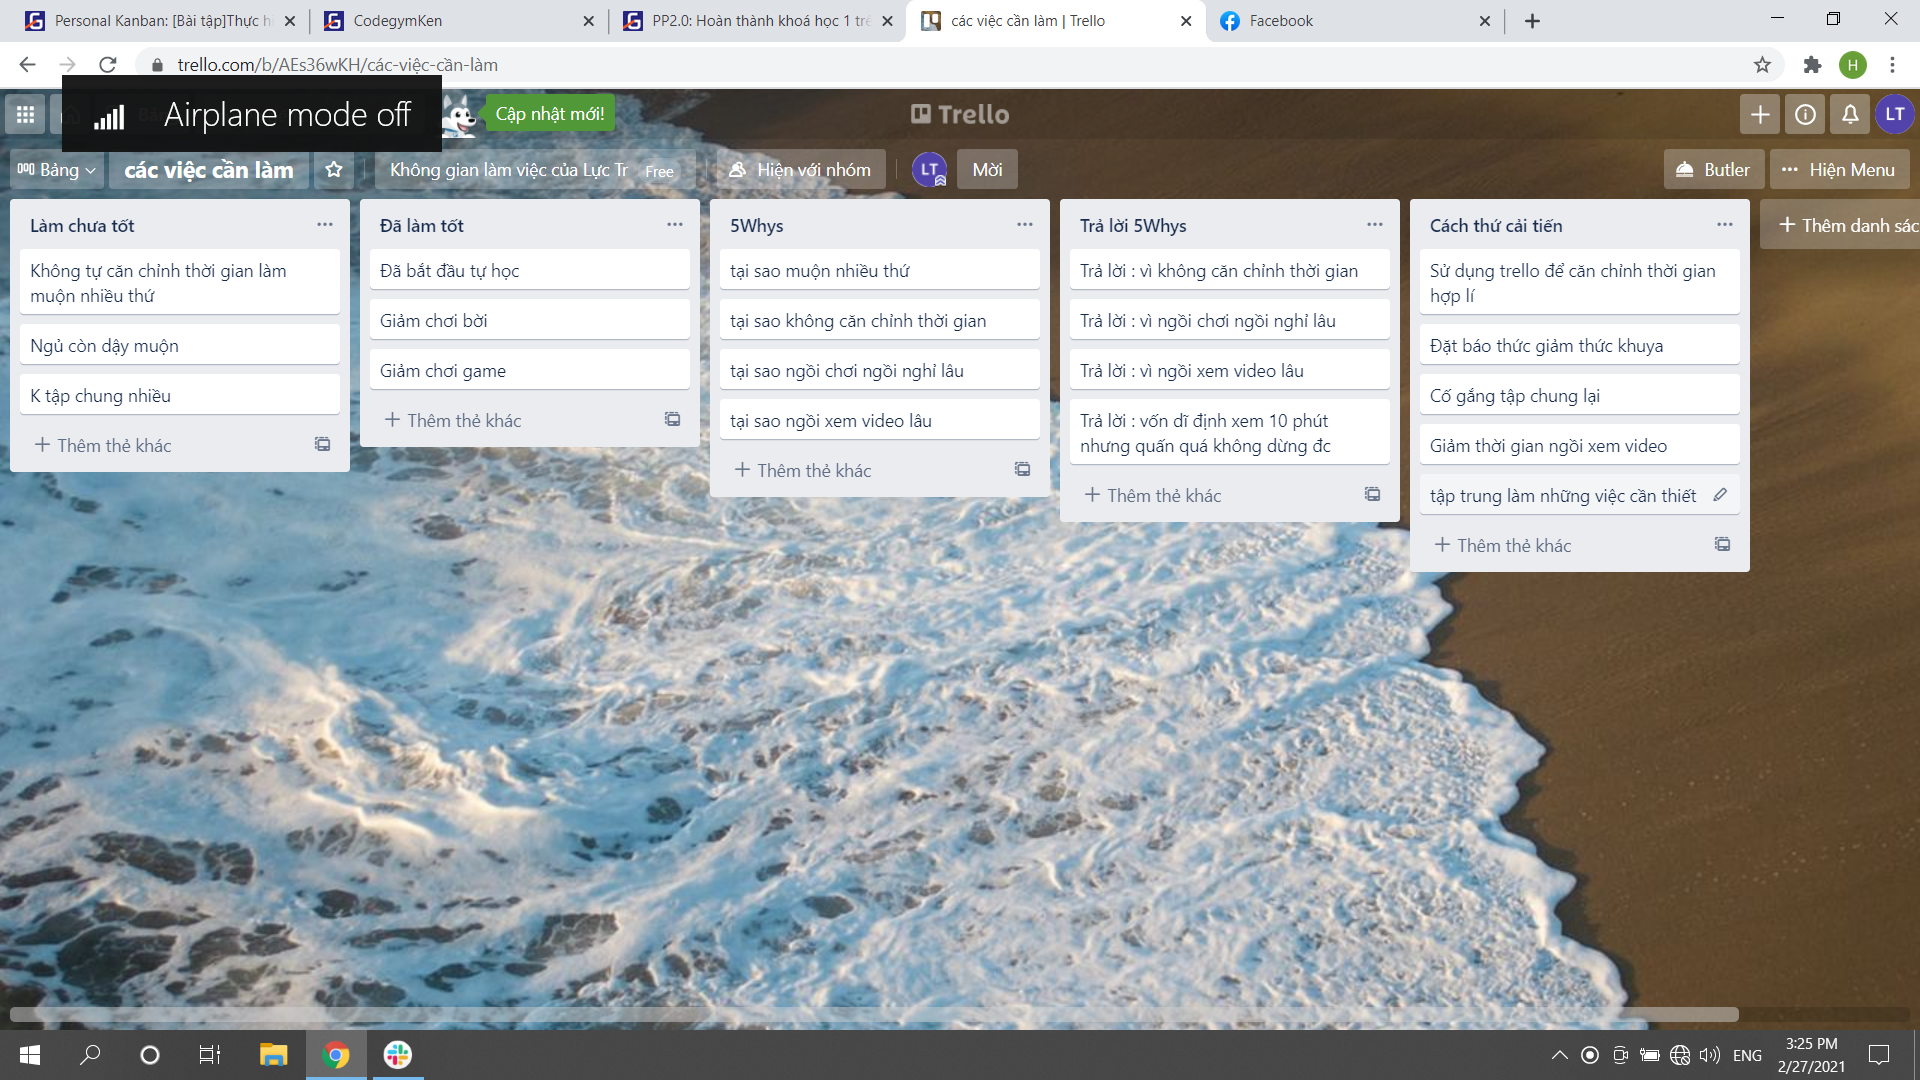 Personal Kanban: [Bài tập]Thực h
CodegymKen
PP2.0: Hoàn thành khoá học 1 trê
các việc cần làm | Trello
Facebook
trello.com/b/AEs36wKH/các-việc-cần-làm
H
Airplane mode off
Cập nhật mới!
Trello
LT
Bảng
các việc cần làm
Không gian làm việc của Lực Tr
Free
Hiện với nhóm
LT
Mời
Butler
Hiện Menu
Làm chưa tốt
Không tự căn chỉnh thời gian làm
muộn nhiều thứ
Ngủ còn dậy muộn
K tập chung nhiều
Thêm thẻ khác
Đã làm tốt
Đã bắt đầu tự học
Giảm chơi bời
Giảm chơi game
Thêm thẻ khác
5Whys
tại sao muộn nhiều thứ
tại sao không căn chỉnh thời gian
tại sao ngồi chơi ngồi nghỉ lâu
tại sao ngồi xem video lâu
Thêm thẻ khác
Trả lời 5Whys
Trả lời : vì không căn chỉnh thời gian
Trả lời : vì ngồi chơi ngồi nghỉ lâu
Trả lời : vì ngồi xem video lâu
Trả lời : vốn dĩ định xem 10 phút
nhưng quấn quá không dừng đc
Thêm thẻ khác
Cách thứ cải tiến
Sử dụng trello để căn chỉnh thời gian
hợp lí
Đặt báo thức giảm thức khuya
Cố gắng tập chung lại
Giảm thời gian ngồi xem video
tập trung làm những việc cần thiết
Thêm thẻ khác
Thêm danh sác
ENG
3:25 PM
2/27/2021